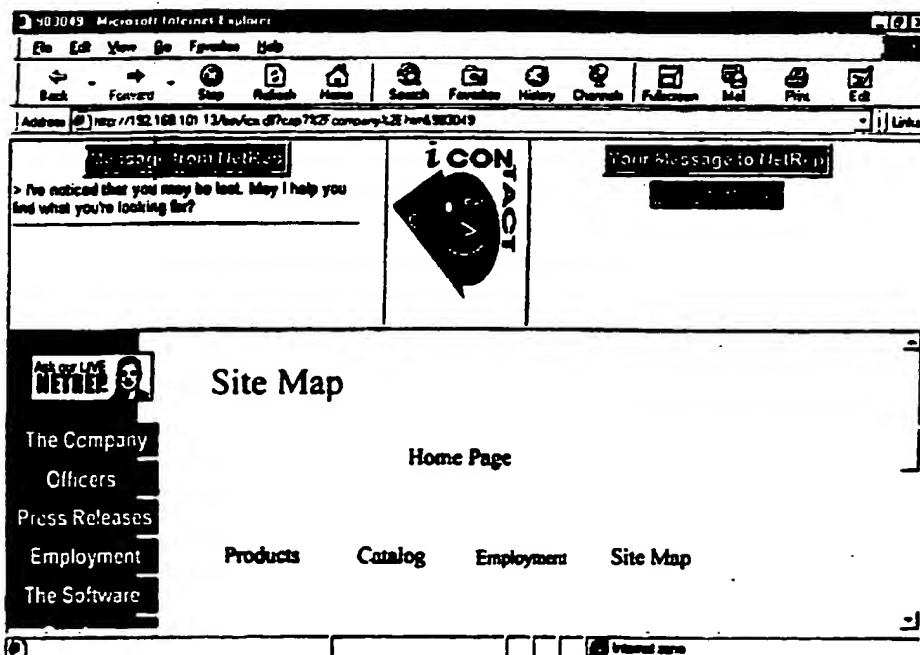 983049 Microsoft Internet Explorer
File Edit View Go Favorites Help
Back Forward Stop Refresh Home Search Favorites History Channels Fullscreen Mail Print Edit
Address Links
Message from NetRep
> I've noticed that you may be lost. May I help you
find what you're looking for?
iCONTACT
Your Message to NetRep
Ask our LIVE
NETREP
Site Map
The Company
Home Page
Officers
Press Releases
Employment
Products Catalog Employment Site Map
The Software
Internet zone